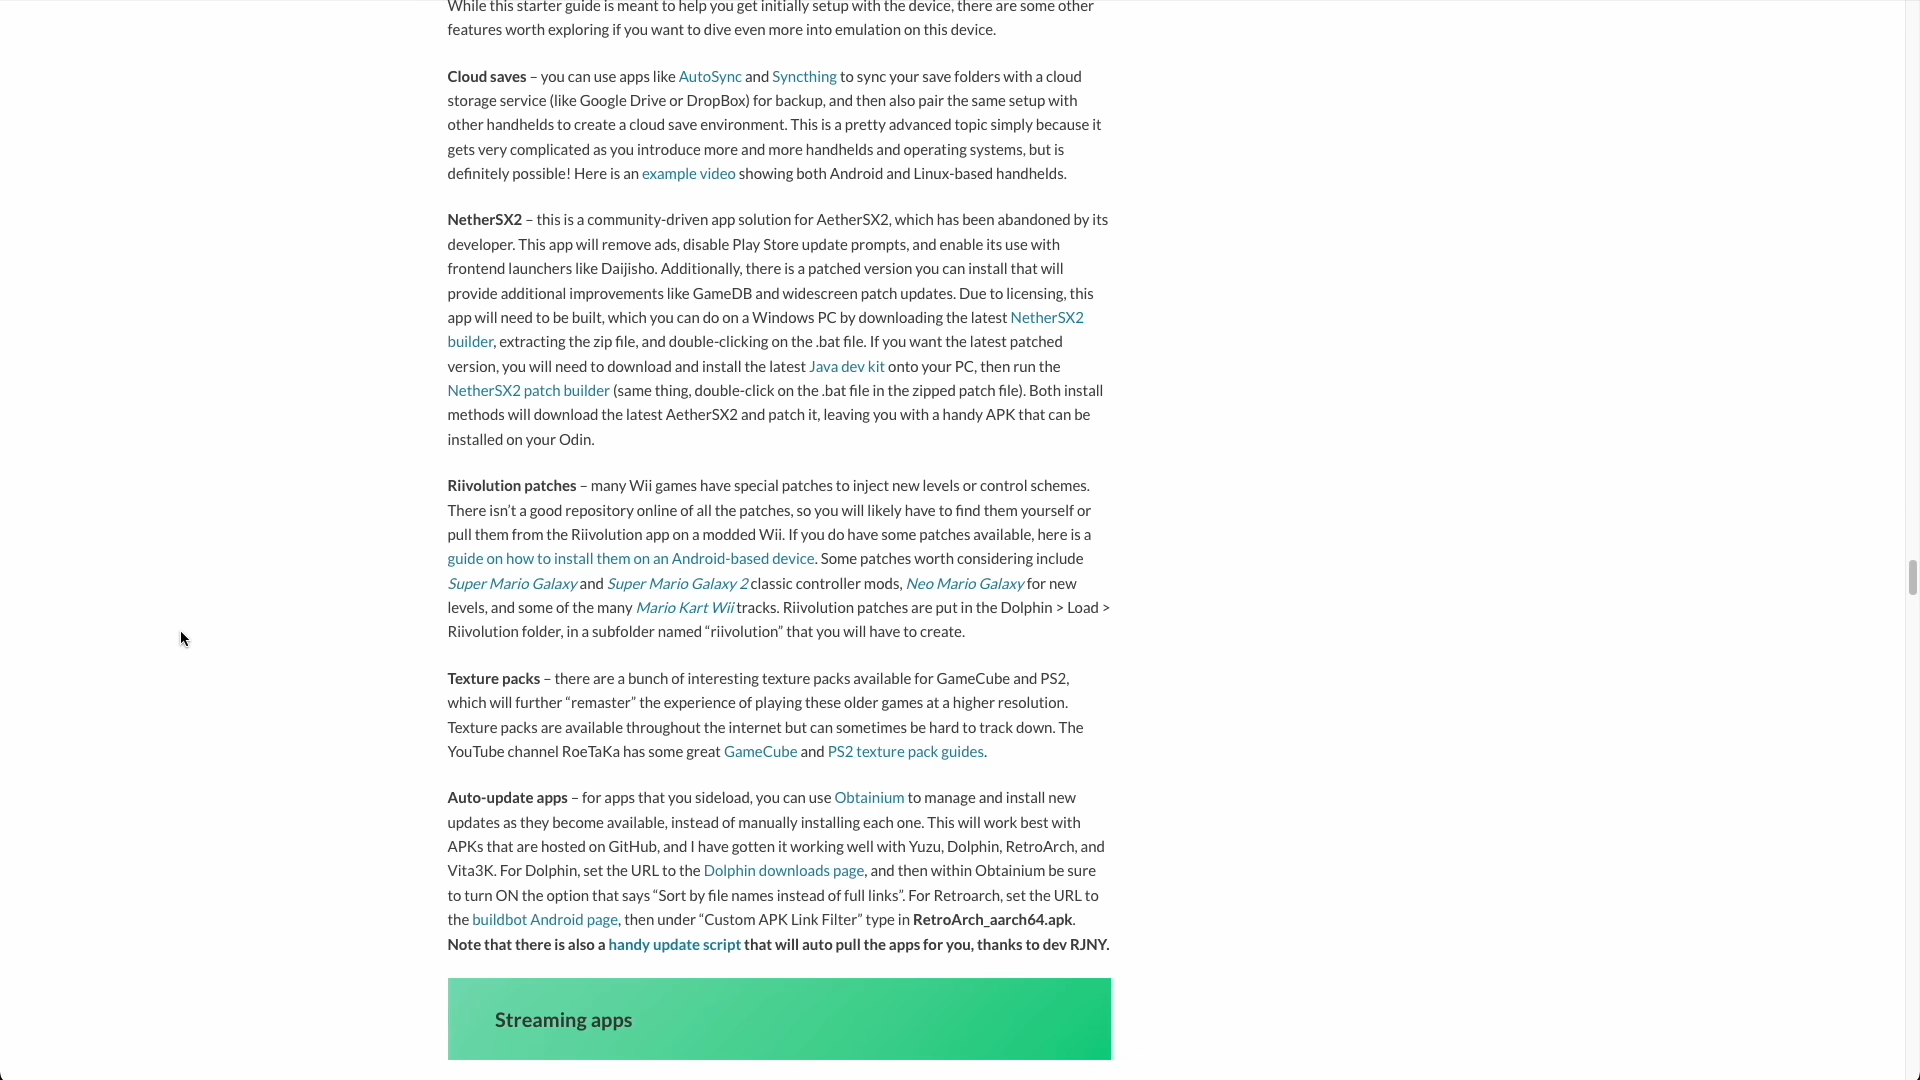 While this starter guide is meant to help you get initially setup with the device, there are some other
features worth exploring if you want to dive even more into emulation on this device.
Cloud saves – you can use apps like AutoSync and Syncthing to sync your save folders with a cloud
storage service (like Google Drive or DropBox) for backup, and then also pair the same setup with
other handhelds to create a cloud save environment. This is a pretty advanced topic simply because it
gets very complicated as you introduce more and more handhelds and operating systems, but is
definitely possible! Here is an example video showing both Android and Linux-based handhelds.
NetherSX2 – this is a community-driven app solution for AetherSX2, which has been abandoned by its
developer. This app will remove ads, disable Play Store update prompts, and enable its use with
frontend launchers like Daijisho. Additionally, there is a patched version you can install that will
provide additional improvements like GameDB and widescreen patch updates. Due to licensing, this
app will need to be built, which you can do on a Windows PC by downloading the latest NetherSX2
builder, extracting the zip file, and double-clicking on the .bat file. If you want the latest patched
version, you will need to download and install the latest Java dev kit onto your PC, then run the
NetherSX2 patch builder (same thing, double-click on the .bat file in the zipped patch file). Both install
methods will download the latest AetherSX2 and patch it, leaving you with a handy APK that can be
installed on your Odin.
Riivolution patches – many Wii games have special patches to inject new levels or control schemes.
There isn’t a good repository online of all the patches, so you will likely have to find them yourself or
pull them from the Riivolution app on a modded Wii. If you do have some patches available, here is a
guide on how to install them on an Android-based device. Some patches worth considering include
Super Mario Galaxy and Super Mario Galaxy 2 classic controller mods, Neo Mario Galaxy for new
levels, and some of the many Mario Kart Wii tracks. Riivolution patches are put in the Dolphin > Load >
Riivolution folder, in a subfolder named “riivolution” that you will have to create.
Texture packs – there are a bunch of interesting texture packs available for GameCube and PS2,
which will further “remaster” the experience of playing these older games at a higher resolution.
Texture packs are available throughout the internet but can sometimes be hard to track down. The
YouTube channel RoeTaKa has some great GameCube and PS2 texture pack guides.
Auto-update apps – for apps that you sideload, you can use Obtainium to manage and install new
updates as they become available, instead of manually installing each one. This will work best with
APKs that are hosted on GitHub, and I have gotten it working well with Yuzu, Dolphin, RetroArch, and
Vita3K. For Dolphin, set the URL to the Dolphin downloads page, and then within Obtainium be sure
to turn ON the option that says “Sort by file names instead of full links”. For Retroarch, set the URL to
the buildbot Android page, then under “Custom APK Link Filter” type in RetroArch_aarch64.apk.
Note that there is also a handy update script that will auto pull the apps for you, thanks to dev RJNY.
Streaming apps